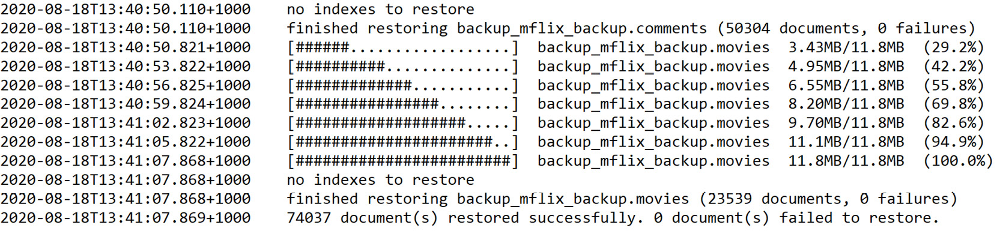 2020-08-18T13:40:50.110+1000    no indexes to restore
2020-08-18T13:40:50.110+1000    finished restoring backup_mflix_backup.comments (50304 documents, 0 failures)
2020-08-18T13:40:50.821+1000    [######..................]  backup_mflix_backup.movies  3.43MB/11.8MB  (29.2%)
2020-08-18T13:40:53.822+1000    [##########..............]  backup_mflix_backup.movies  4.95MB/11.8MB  (42.2%)
2020-08-18T13:40:56.825+1000    [#############...........]  backup_mflix_backup.movies  6.55MB/11.8MB  (55.8%)
2020-08-18T13:40:59.824+1000    [################........]  backup_mflix_backup.movies  8.20MB/11.8MB  (69.8%)
2020-08-18T13:41:02.823+1000    [###################.....]  backup_mflix_backup.movies  9.70MB/11.8MB  (82.6%)
2020-08-18T13:41:05.822+1000    [######################..]  backup_mflix_backup.movies  11.1MB/11.8MB  (94.9%)
2020-08-18T13:41:07.868+1000    [########################]  backup_mflix_backup.movies  11.8MB/11.8MB  (100.0%)
2020-08-18T13:41:07.868+1000    no indexes to restore
2020-08-18T13:41:07.868+1000    finished restoring backup_mflix_backup.movies (23539 documents, 0 failures)
2020-08-18T13:41:07.869+1000    74037 document(s) restored successfully. 0 document(s) failed to restore.